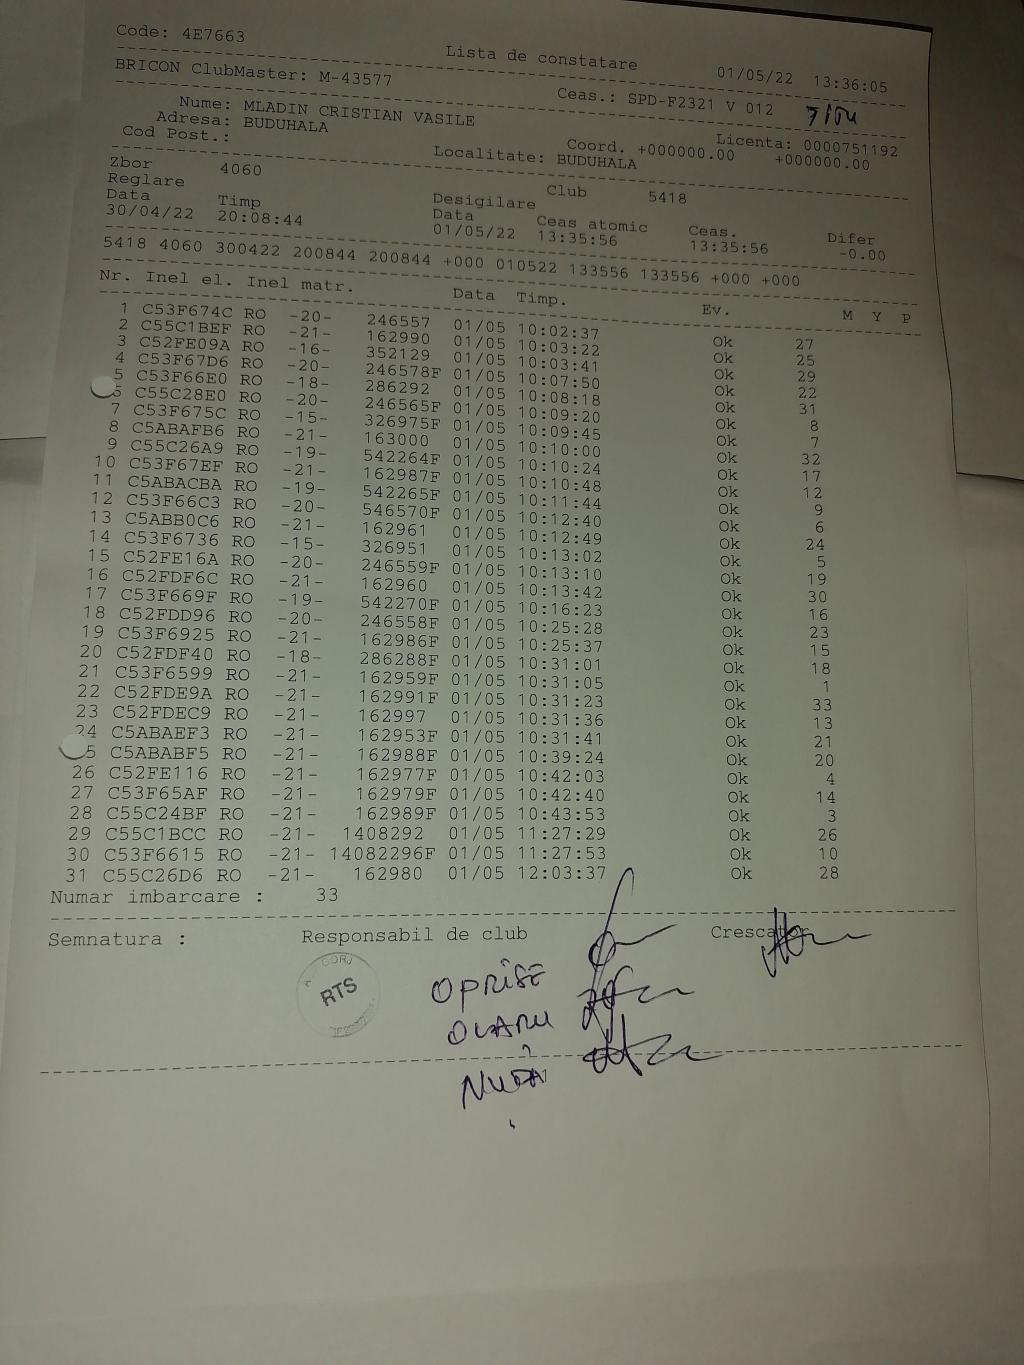 Code: 4E7663
Lista de constatare 01/05/22 13:36:05
BRICON ClubMaster: M-43577 Ceas.: SPD-F2321 V 012
Nume: MLADIN CRISTIAN VASILE Licenta: 0000751192
Adresa: BUDUHALA Coord. +000000.00 +000000.00
Cod Post.: Localitate: BUDUHALA
Zbor 4060 Club 5418
Reglare Desigilare
Data Timp Data Ceas atomic Ceas. Difer
30/04/22 20:08:44 01/05/22 13:35:56 13:35:56 -0.00
5418 4060 300422 200844 200844 +000 010522 133556 133556 +000 +000
Nr. Inel el. Inel matr. Data Timp. Ev. M Y P
1 C53F674C RO -20- 246557 01/05 10:02:37 Ok 27
2 C55C1BEF RO -21- 162990 01/05 10:03:22 Ok 25
3 C52FE09A RO -16- 352129 01/05 10:03:41 Ok 29
4 C53F67D6 RO -20- 246578F 01/05 10:07:50 Ok 22
5 C53F66E0 RO -18- 286292 01/05 10:08:18 Ok 31
6 C55C28E0 RO -20- 246565F 01/05 10:09:20 Ok 8
7 C53F675C RO -15- 326975F 01/05 10:09:45 Ok 7
8 C5ABAFB6 RO -21- 163000 01/05 10:10:00 Ok 32
9 C55C26A9 RO -19- 542264F 01/05 10:10:24 Ok 17
10 C53F67EF RO -21- 162987F 01/05 10:10:48 Ok 12
11 C5ABACBA RO -19- 542265F 01/05 10:11:44 Ok 9
12 C53F66C3 RO -20- 546570F 01/05 10:12:40 Ok 6
13 C5ABB0C6 RO -21- 162961 01/05 10:12:49 Ok 24
14 C53F6736 RO -15- 326951 01/05 10:13:02 Ok 5
15 C52FE16A RO -20- 246559F 01/05 10:13:10 Ok 19
16 C52FDF6C RO -21- 162960 01/05 10:13:42 Ok 30
17 C53F669F RO -19- 542270F 01/05 10:16:23 Ok 16
18 C52FDD96 RO -20- 246558F 01/05 10:25:28 Ok 23
19 C53F6925 RO -21- 162986F 01/05 10:25:37 Ok 15
20 C52FDF40 RO -18- 286288F 01/05 10:31:01 Ok 18
21 C53F6599 RO -21- 162959F 01/05 10:31:05 Ok 1
22 C52FDE9A RO -21- 162991F 01/05 10:31:23 Ok 33
23 C52FDEC9 RO -21- 162997 01/05 10:31:36 Ok 13
24 C5ABAEF3 RO -21- 162953F 01/05 10:31:41 Ok 21
5 C5ABABF5 RO -21- 162988F 01/05 10:39:24 Ok 20
26 C52FE116 RO -21- 162977F 01/05 10:42:03 Ok 4
27 C53F65AF RO -21- 162979F 01/05 10:42:40 Ok 14
28 C55C24BF RO -21- 162989F 01/05 10:43:53 Ok 3
29 C55C1BCC RO -21- 1408292 01/05 11:27:29 Ok 26
30 C53F6615 RO -21- 14082296F 01/05 11:27:53 Ok 10
31 C55C26D6 RO -21- 162980 01/05 12:03:37 Ok 28
Numar imbarcare : 33
Semnatura : Responsabil de club Crescator
RTS
OPRIȘE
OLARU